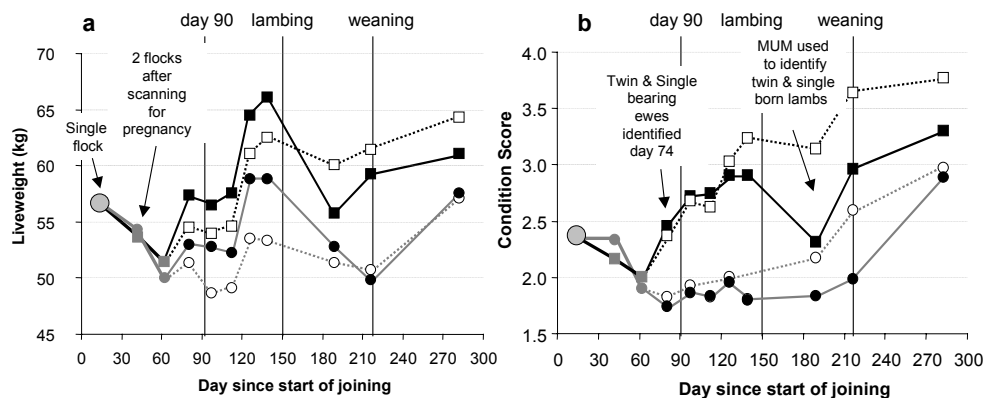 day 90 lambing weaning
a
70
65
60
55
50
45
Liveweight (kg)
2 flocks
after
scanning
for
pregnancy
Single
flock
0 30 60 90 120 150 180 210 240 270 300
Day since start of joining
day 90 lambing weaning
b
4.0
3.5
3.0
2.5
2.0
1.5
Condition Score
MUM used
to identify
twin & single
born lambs
Twin & Single
bearing
ewes
identified
day 74
0 30 60 90 120 150 180 210 240 270 300
Day since start of joining